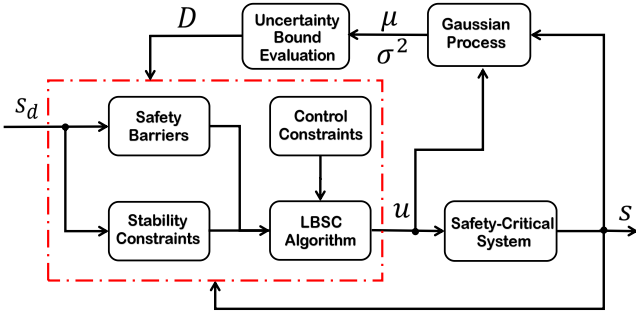 D
Uncertainty
Bound
Evaluation
μ
σ²
Gaussian
Process
s_d
Safety
Barriers
Control
Constraints
Stability
Constraints
LBSC
Algorithm
u
Safety-Critical
System
s